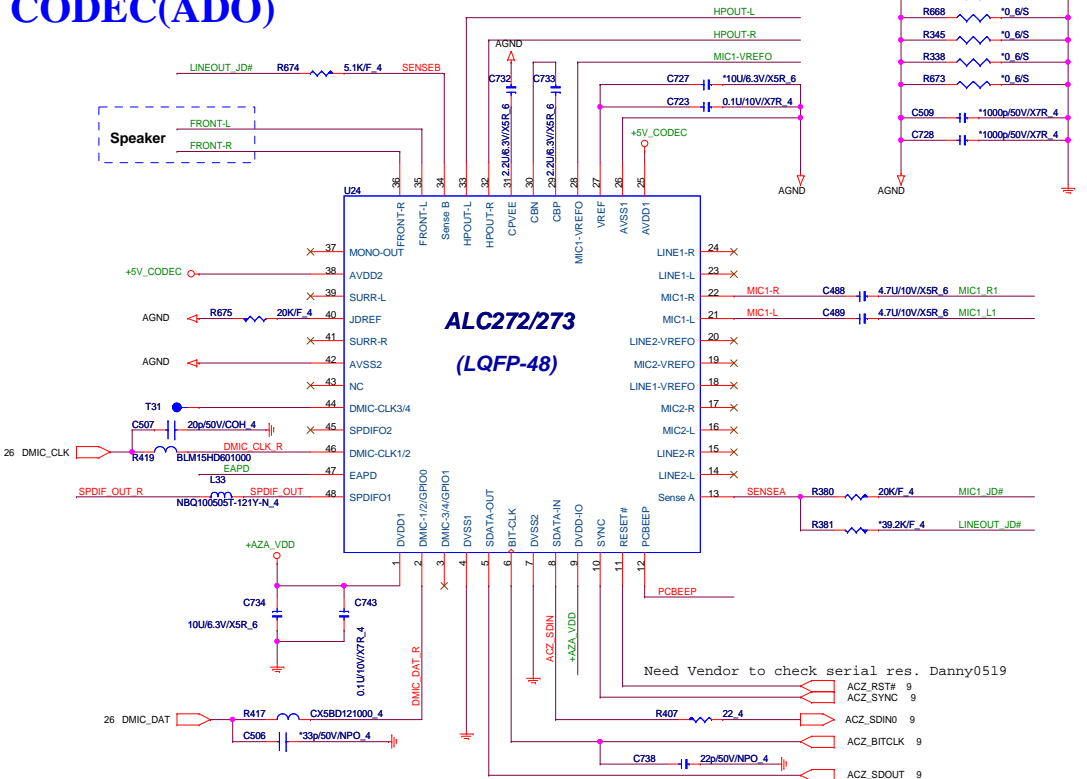 CODEC(ADO)
HPOUT-L
HPOUT-R
MIC1-VREFO
R668 *0_6/S
R345 *0_6/S
R338 *0_6/S
R673 *0_6/S
C509 *1000p/50V/X7R_4
C728 *1000p/50V/X7R_4
AGND
LINEOUT_JD# R674 5.1K/F_4 SENSEB
AGND
C732 2.2U/6.3V/X5R_6
C733 2.2U/6.3V/X5R_6
C727 *10U/6.3V/X5R_6
C723 0.1U/10V/X7R_4
+5V_CODEC
AGND
Speaker
FRONT-L
FRONT-R
U24
36 FRONT-R
35 FRONT-L
34 Sense B
33 HPOUT-L
32 HPOUT-R
31 CPVEE
30 CBN
29 CBP
28 MIC1-VREFO
27 VREF
26 AVSS1
25 AVDD1
ALC272/273
(LQFP-48)
37 MONO-OUT
+5V_CODEC 38 AVDD2
39 SURR-L
AGND R675 20K/F_4 40 JDREF
41 SURR-R
AGND 42 AVSS2
43 NC
T31 44 DMIC-CLK3/4
C507 20p/50V/COH_4 45 SPDIFO2
26 DMIC_CLK R419 BLM15HD601000 DMIC_CLK_R 46 DMIC-CLK1/2
EAPD 47 EAPD
SPDIF_OUT_R L33 NBQ100505T-121Y-N_4 SPDIF_OUT 48 SPDIFO1
LINE1-R 24
LINE1-L 23
MIC1-R 22 MIC1-R C488 4.7U/10V/X5R_6 MIC1_R1
MIC1-L 21 MIC1-L C489 4.7U/10V/X5R_6 MIC1_L1
LINE2-VREFO 20
MIC2-VREFO 19
LINE1-VREFO 18
MIC2-R 17
MIC2-L 16
LINE2-R 15
LINE2-L 14
Sense A 13 SENSEA R380 20K/F_4 MIC1_JD#
R381 *39.2K/F_4 LINEOUT_JD#
1 DVDD1
2 DMIC-1/2/GPIO0
3 DMIC-3/4/GPIO1
4 DVSS1
5 SDATA-OUT
6 BIT-CLK
7 DVSS2
8 SDATA-IN
9 DVDD-IO
10 SYNC
11 RESET#
12 PCBEEP
+AZA_VDD
C734 10U/6.3V/X5R_6
C743 0.1U/10V/X7R_4
DMIC_DAT_R
ACZ_SDIN
+AZA_VDD
PCBEEP
Need Vendor to check serial res. Danny0519
ACZ_RST# 9
ACZ_SYNC 9
R407 22_4 ACZ_SDIN0 9
ACZ_BITCLK 9
C738 22p/50V/NPO_4
ACZ_SDOUT 9
26 DMIC_DAT R417 CX5BD121000_4
C506 *33p/50V/NPO_4